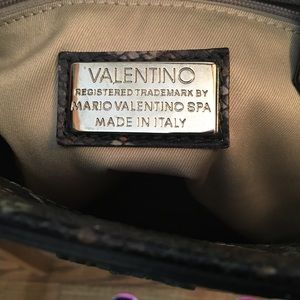 VALENTINO
REGISTERED TRADEMARK BY
MARIO VALENTINO SPA
MADE IN ITALY